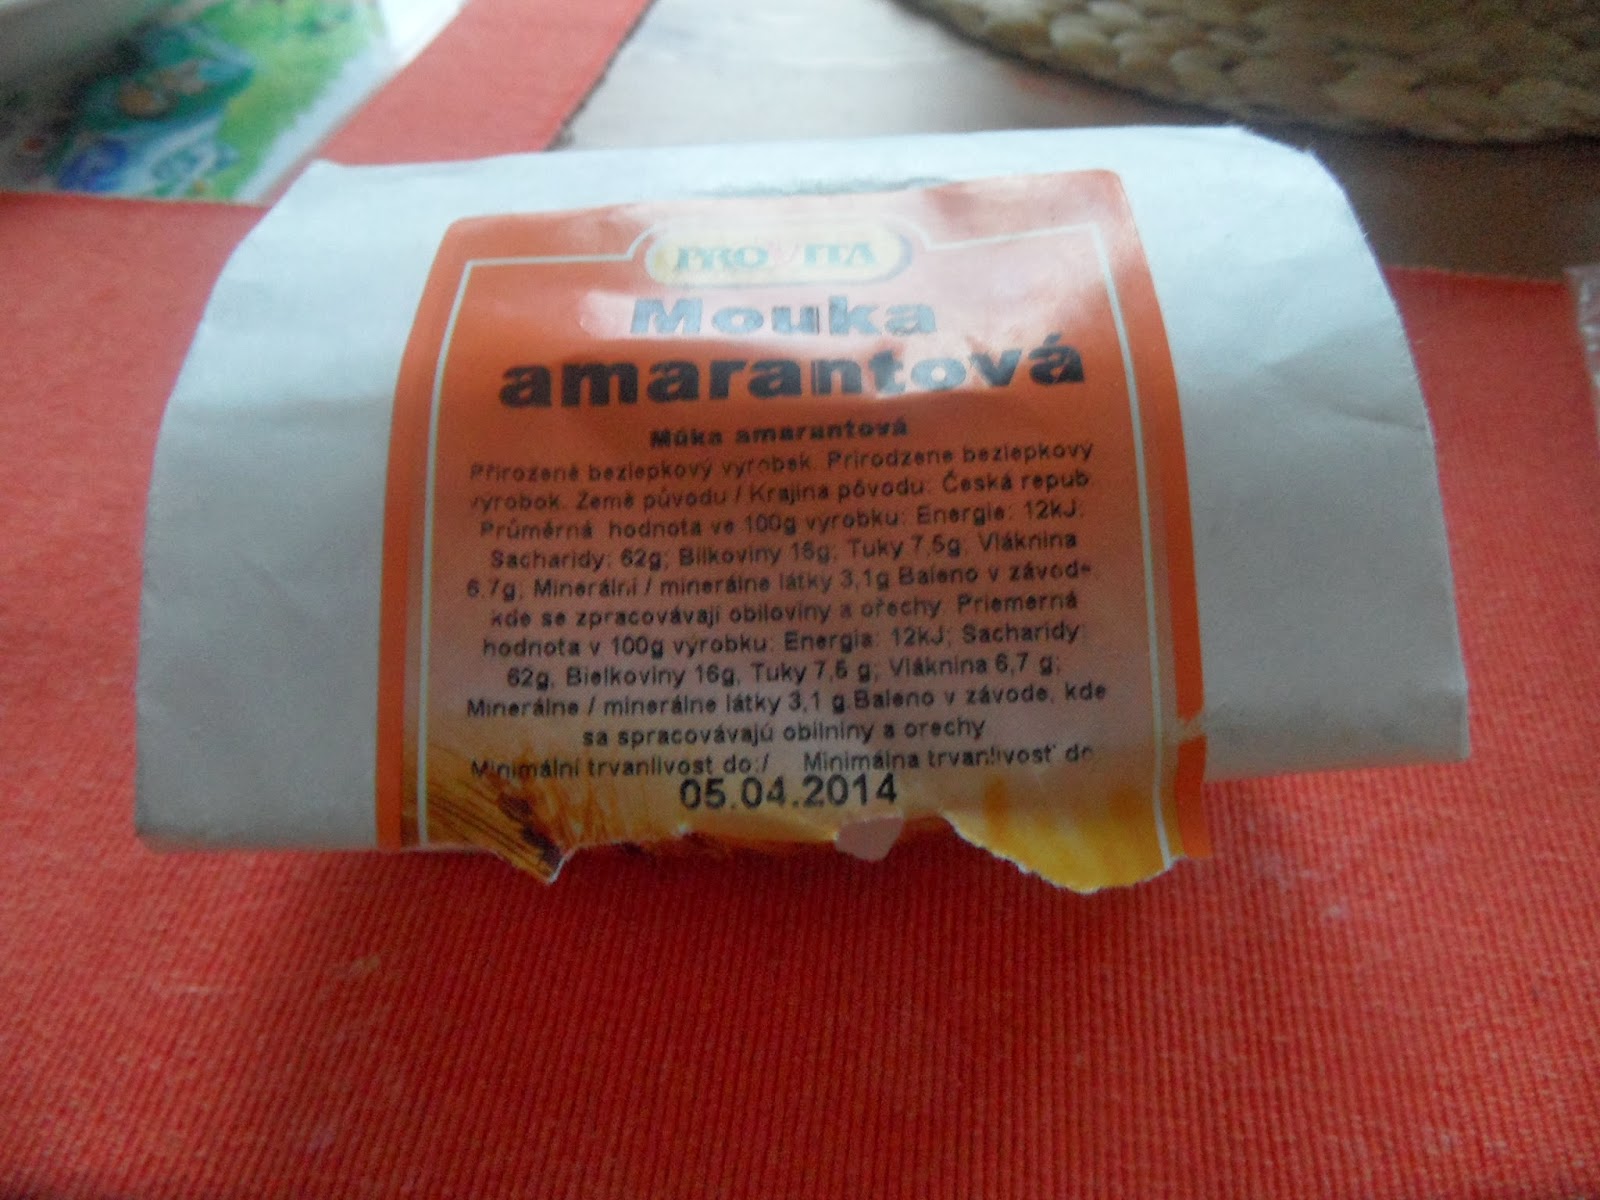 PROVITA
Mouka
amarantová
Múka amarantová
Přirozeně bezlepkový výrobek. Prirodzene bezlepkový
výrobok. Země původu / Krajina pôvodu: Česká repub
Průměrná hodnota ve 100g výrobku: Energie: 12kJ;
Sacharidy: 62g; Bílkoviny 16g; Tuky 7,5g; Vláknina
6,7g; Minerální / minerálne látky 3,1g Baleno v závodě,
kde se zpracovávají obiloviny a ořechy. Priemerná
hodnota v 100g výrobku: Energia: 12kJ; Sacharidy:
62g, Bielkoviny 16g, Tuky 7,5 g; Vláknina 6,7 g;
Minerálne / minerálne látky 3,1 g.Baleno v závode, kde
sa spracovávajú obilniny a orechy
Minimální trvanlivost do:/ Minimálna trvanlivosť do
05.04.2014